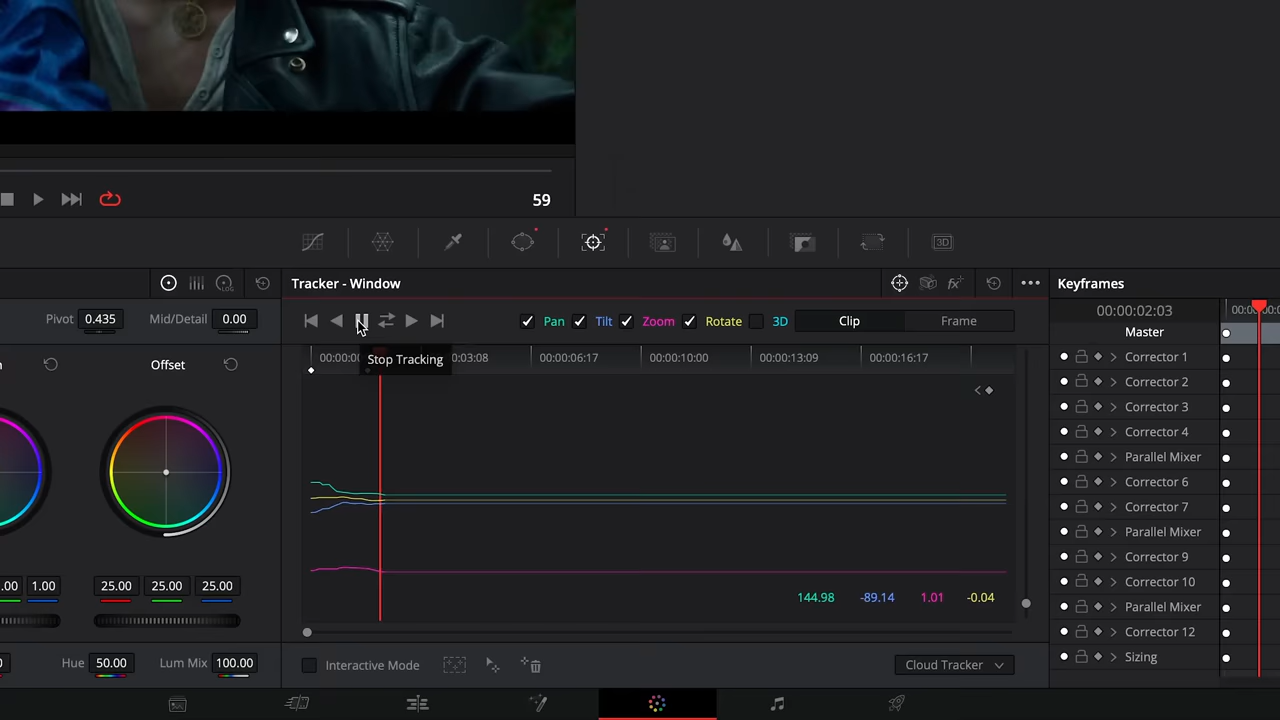 59
Tracker - Window
Keyframes
LOG
fx
3D
Pivot 0.435 Mid/Detail 0.00
Pan Tilt Zoom Rotate 3D Clip Frame
00:00:02:03
Master
Stop Tracking
03:08 00:00:06:17 00:00:10:00 00:00:13:09 00:00:16:17
Offset
Corrector 1
Corrector 2
Corrector 3
Corrector 4
Parallel Mixer
Corrector 6
Corrector 7
Parallel Mixer
Corrector 9
Corrector 10
Parallel Mixer
Corrector 12
Sizing
.00 1.00 25.00 25.00 25.00
144.98 -89.14 1.01 -0.04
Hue 50.00 Lum Mix 100.00
Interactive Mode
Cloud Tracker